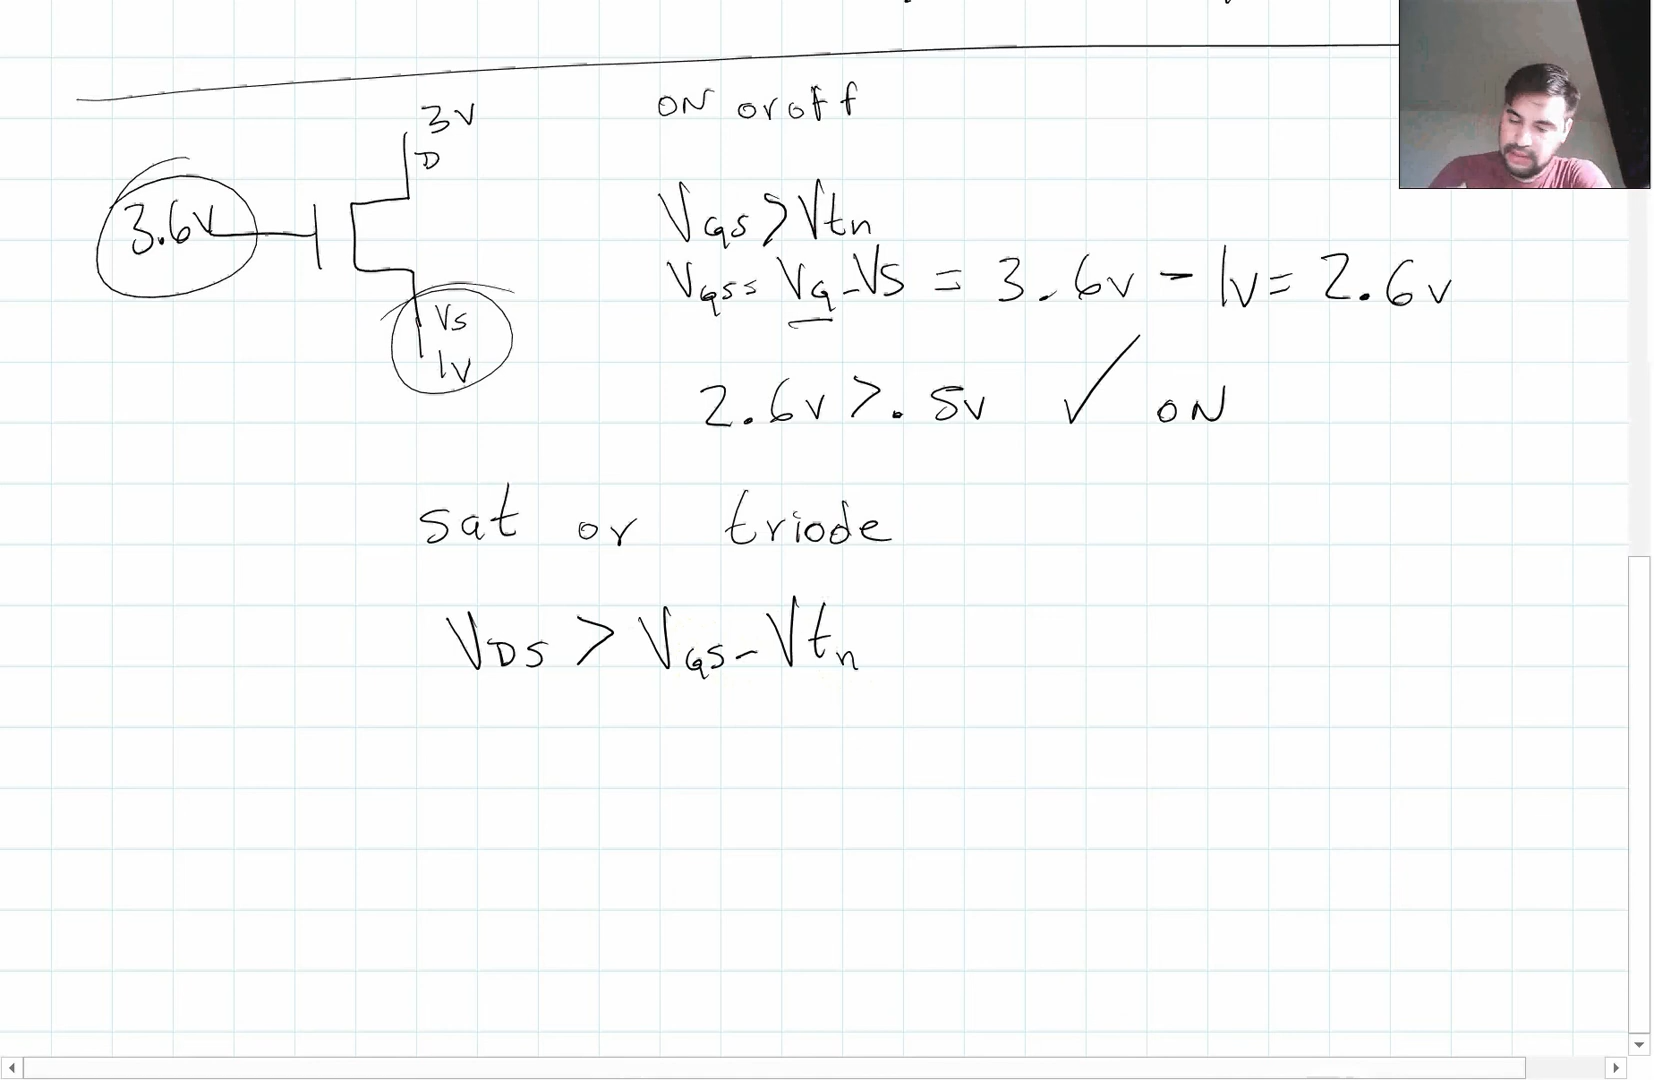 3V
ON or off
D
3.6V
VGS > Vtn
VGS = VG - VS = 3.6V - 1V = 2.6V
VS
1V
2.6V > .5V ✓ ON
sat or triode
VDS > VGS - Vtn